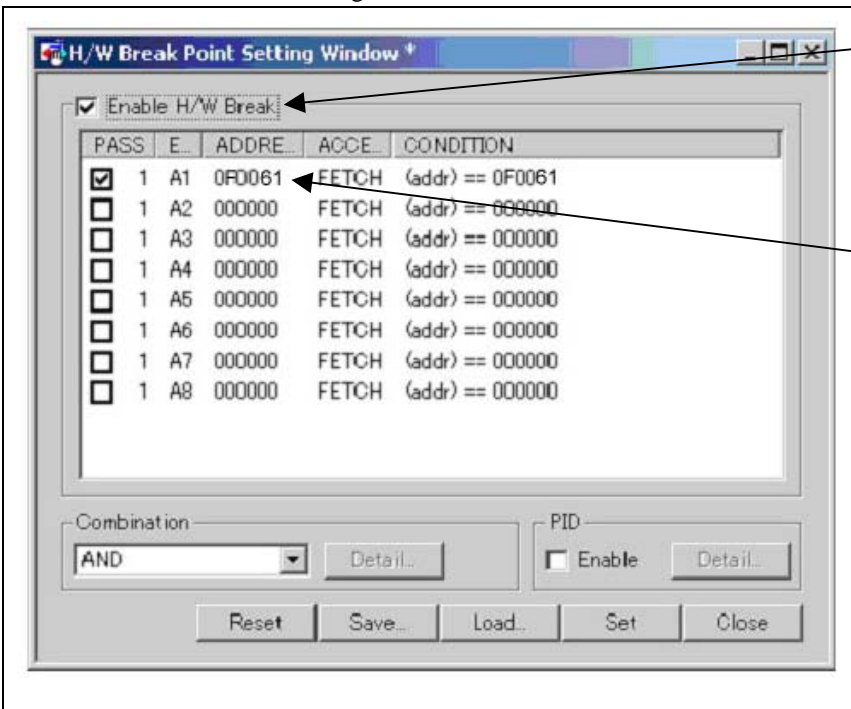 H/W Break Point Setting Window *
Enable H/W Break
PASS E... ADDRE... ACCE... CONDITION
1 A1 0F0061 FETCH (addr) == 0F0061
1 A2 000000 FETCH (addr) == 000000
1 A3 000000 FETCH (addr) == 000000
1 A4 000000 FETCH (addr) == 000000
1 A5 000000 FETCH (addr) == 000000
1 A6 000000 FETCH (addr) == 000000
1 A7 000000 FETCH (addr) == 000000
1 A8 000000 FETCH (addr) == 000000
Combination
PID
AND Detail... Enable Detail...
Reset Save... Load... Set Close